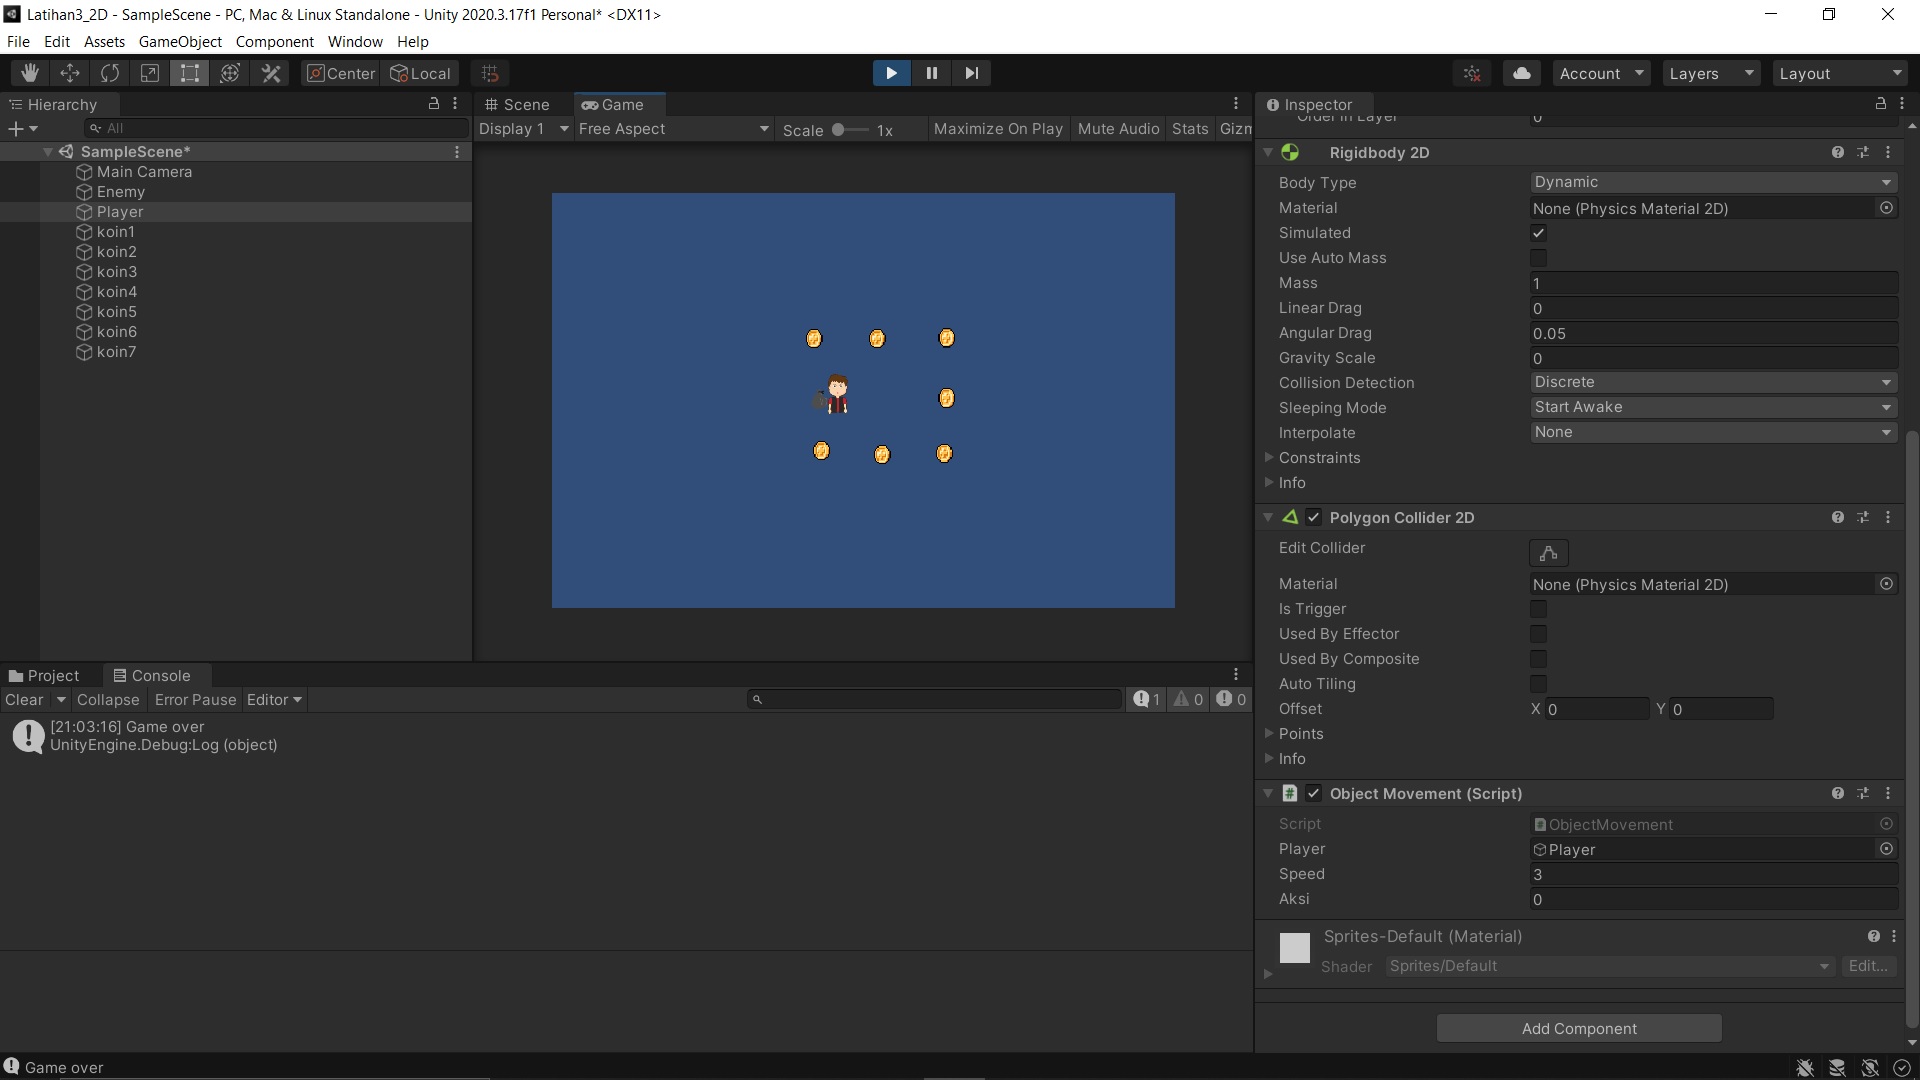 Latihan3_2D - SampleScene - PC, Mac & Linux Standalone - Unity 2020.3.17f1 Personal* <DX11>
File Edit Assets GameObject Component Window Help
Center Local Account Layers Layout
Hierarchy
All
SampleScene*
Main Camera
Enemy
Player
koin1
koin2
koin3
koin4
koin5
koin6
koin7
Scene Game
Display 1 Free Aspect Scale 1x Maximize On Play Mute Audio Stats Gizm
Project Console
Clear Collapse Error Pause Editor 1 0 0
[21:03:16] Game over
UnityEngine.Debug:Log (object)
Game over
Inspector
Order in Layer 0
Rigidbody 2D
Body Type Dynamic
Material None (Physics Material 2D)
Simulated
Use Auto Mass
Mass 1
Linear Drag 0
Angular Drag 0.05
Gravity Scale 0
Collision Detection Discrete
Sleeping Mode Start Awake
Interpolate None
Constraints
Info
Polygon Collider 2D
Edit Collider
Material None (Physics Material 2D)
Is Trigger
Used By Effector
Used By Composite
Auto Tiling
Offset X 0 Y 0
Points
Info
Object Movement (Script)
Script ObjectMovement
Player Player
Speed 3
Aksi 0
Sprites-Default (Material)
Shader Sprites/Default Edit...
Add Component